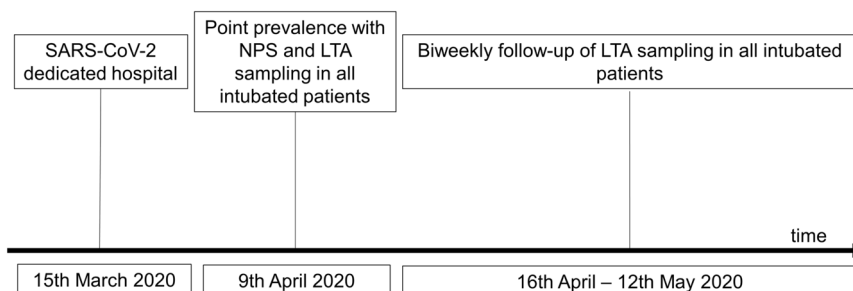 SARS-CoV-2
dedicated hospital
Point prevalence with
NPS and LTA
sampling in all
intubated patients
Biweekly follow-up of LTA sampling in all intubated
patients
time
15th March 2020
9th April 2020
16th April – 12th May 2020